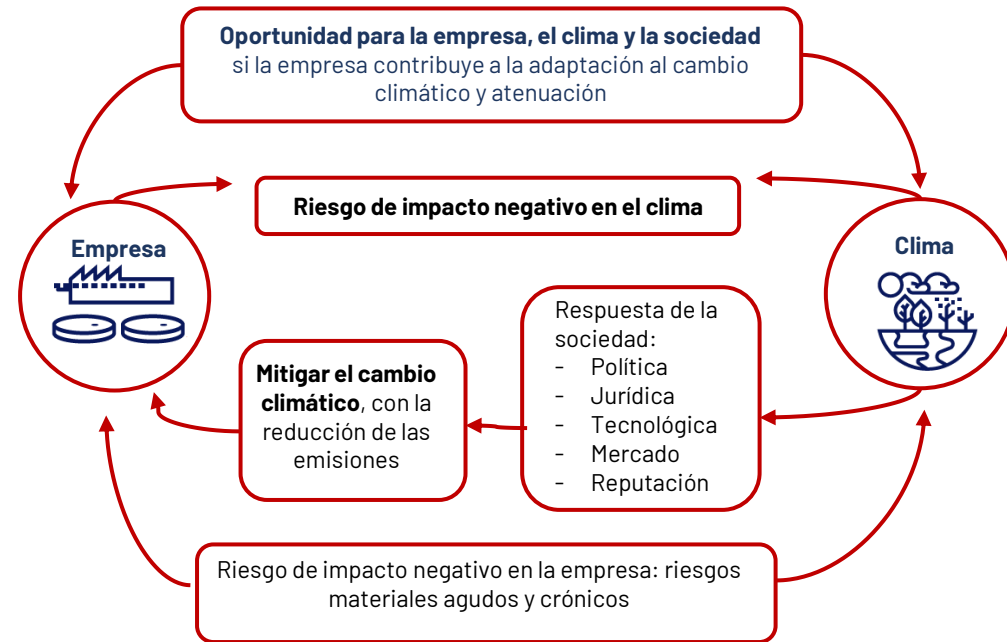 Oportunidad para la empresa, el clima y la sociedad
si la empresa contribuye a la adaptación al cambio
climático y atenuación
Riesgo de impacto negativo en el clima
Empresa
Clima
Respuesta de la
sociedad:
- Política
- Jurídica
- Tecnológica
- Mercado
- Reputación
Mitigar el cambio
climático, con la
reducción de las
emisiones
Riesgo de impacto negativo en la empresa: riesgos
materiales agudos y crónicos